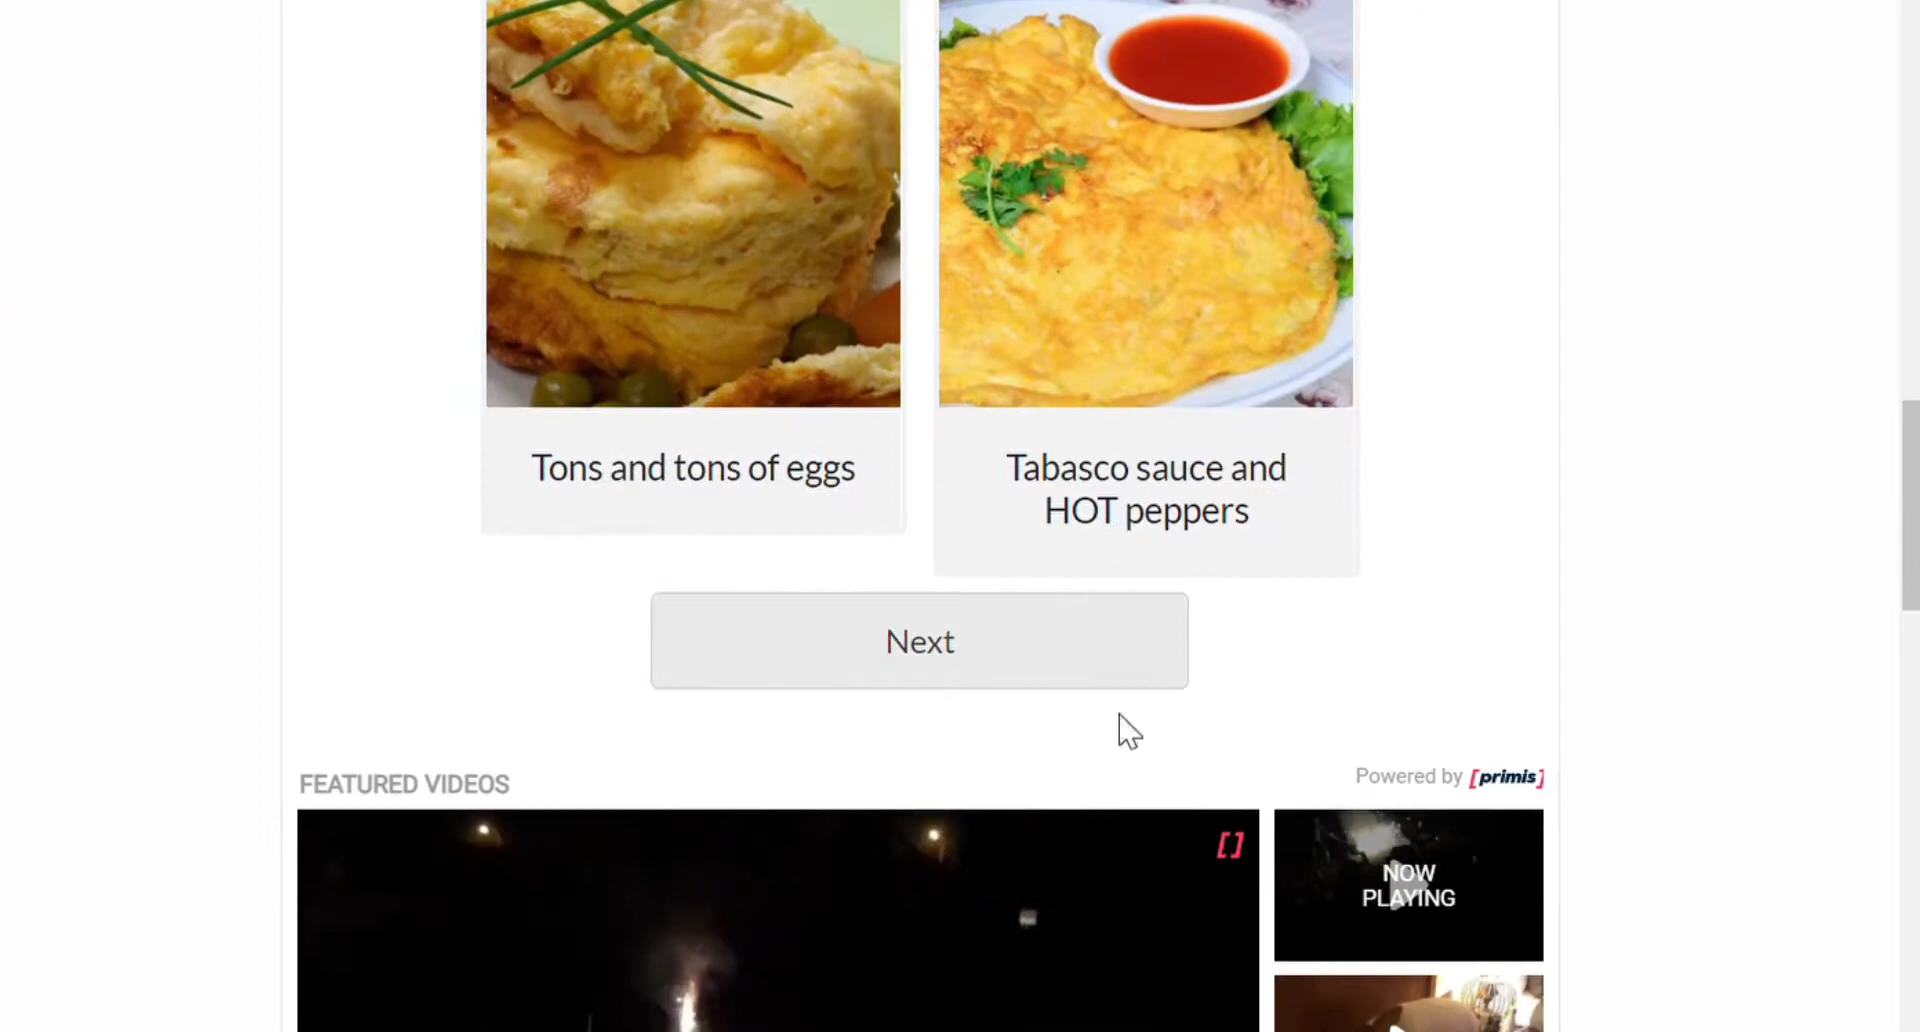 Tons and tons of eggs
Tabasco sauce and
HOT peppers
Next
FEATURED VIDEOS
Powered by [primis]
NOW
PLAYING